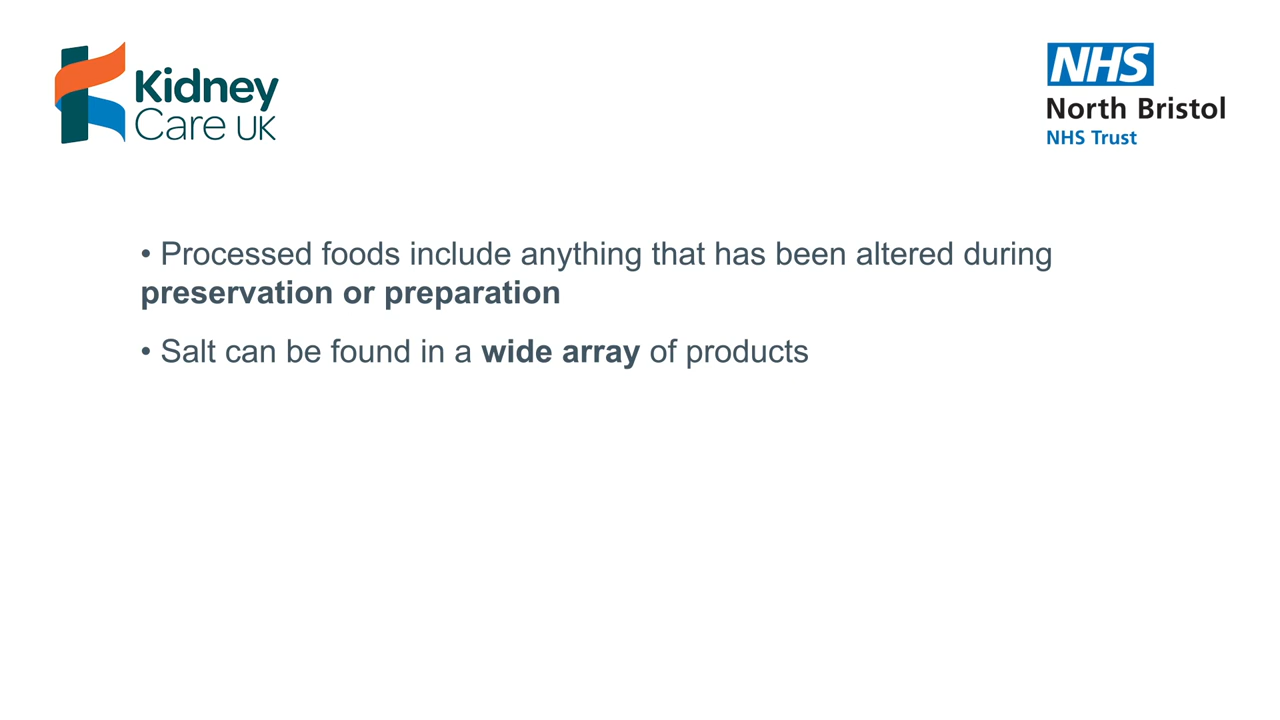 Kidney
Care UK
NHS
North Bristol
NHS Trust
• Processed foods include anything that has been altered during
preservation or preparation
• Salt can be found in a wide array of products